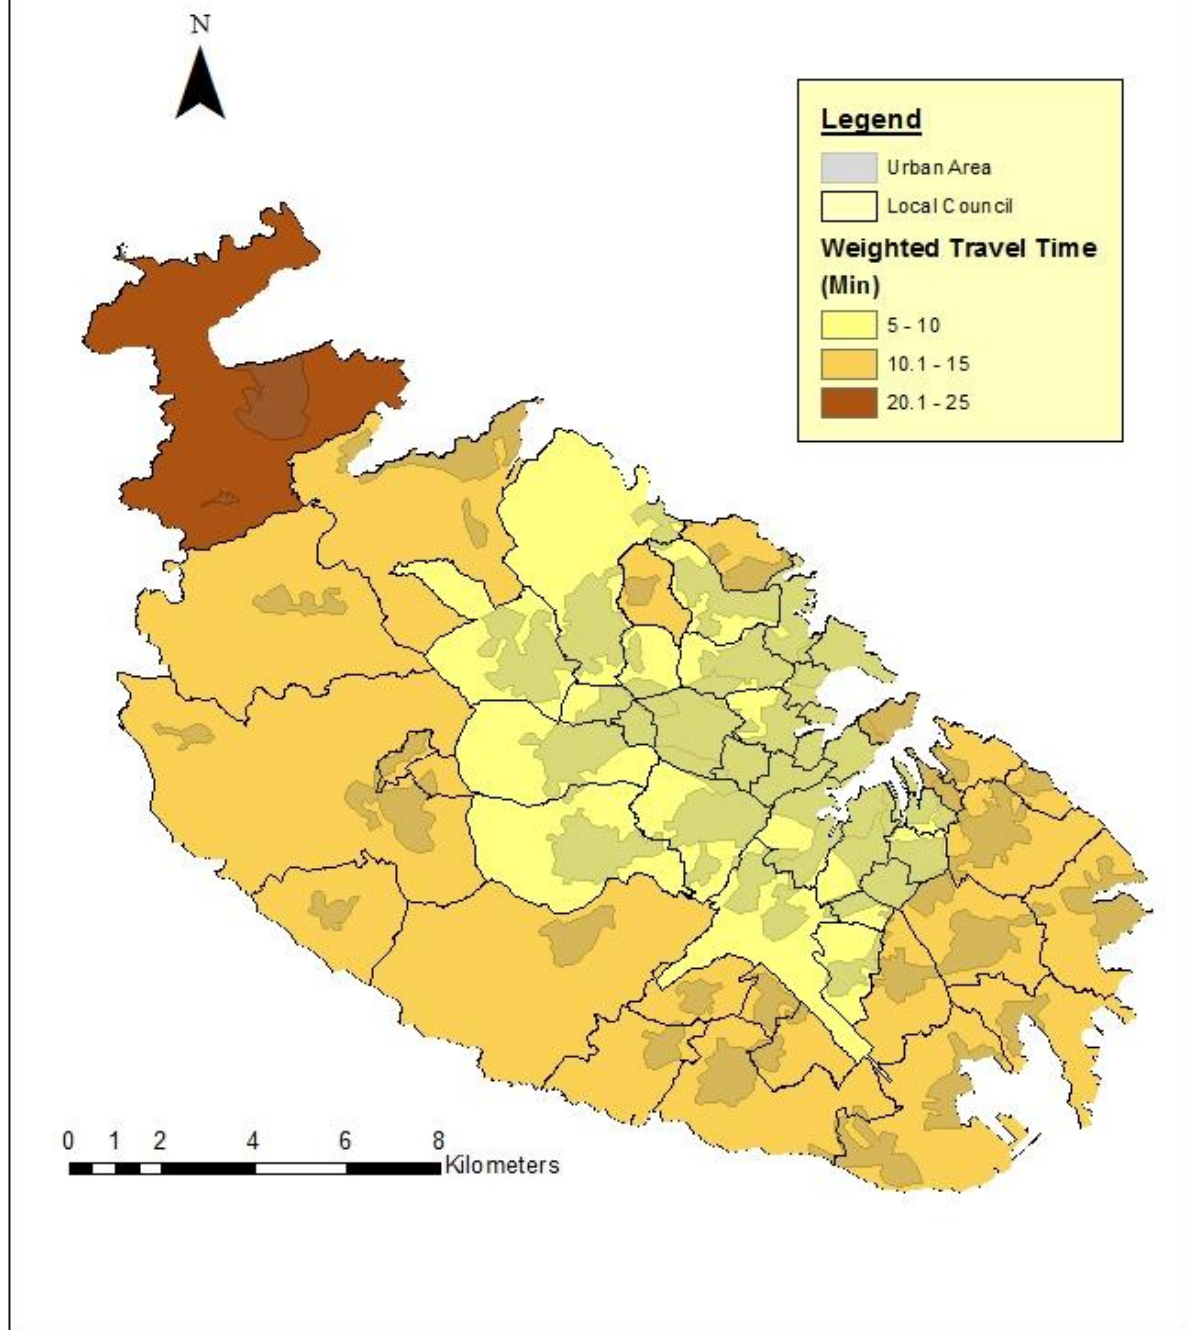 N
Legend
Urban Area
Local Council
Weighted Travel Time
(Min)
5 - 10
10.1 - 15
20.1 - 25
0 1 2 4 6 8
Kilometers